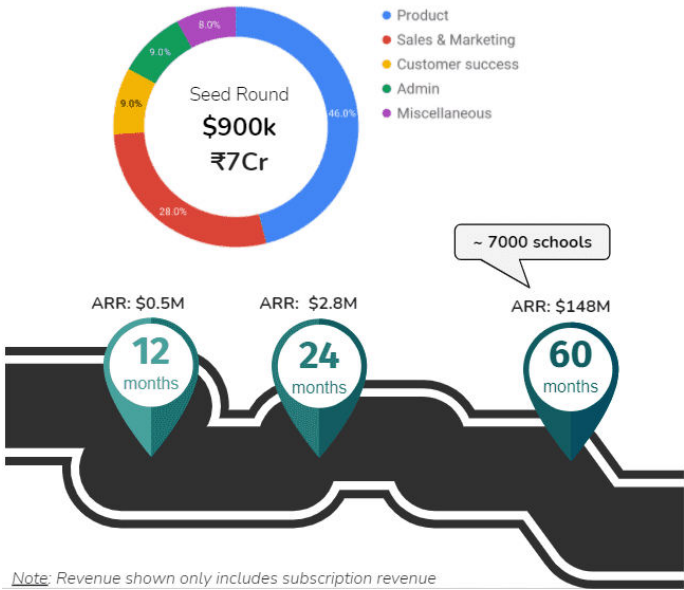 8.0%
9.0%
9.0%
46.0%
28.0%
Seed Round
$900k
₹7Cr
Product
Sales & Marketing
Customer success
Admin
Miscellaneous
~ 7000 schools
ARR: $0.5M
ARR: $2.8M
ARR: $148M
12
months
24
months
60
months
Note: Revenue shown only includes subscription revenue